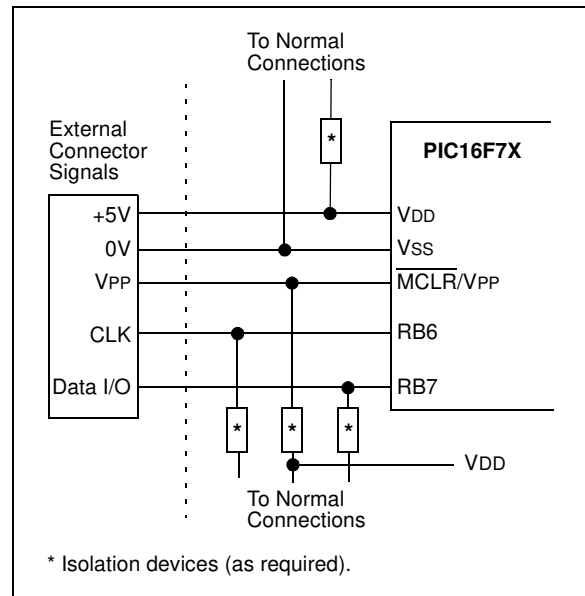 To Normal
Connections
External
Connector
Signals
*
PIC16F7X
+5V
VDD
0V
VSS
VPP
MCLR/VPP
CLK
RB6
Data I/O
RB7
*
*
*
VDD
To Normal
Connections
* Isolation devices (as required).